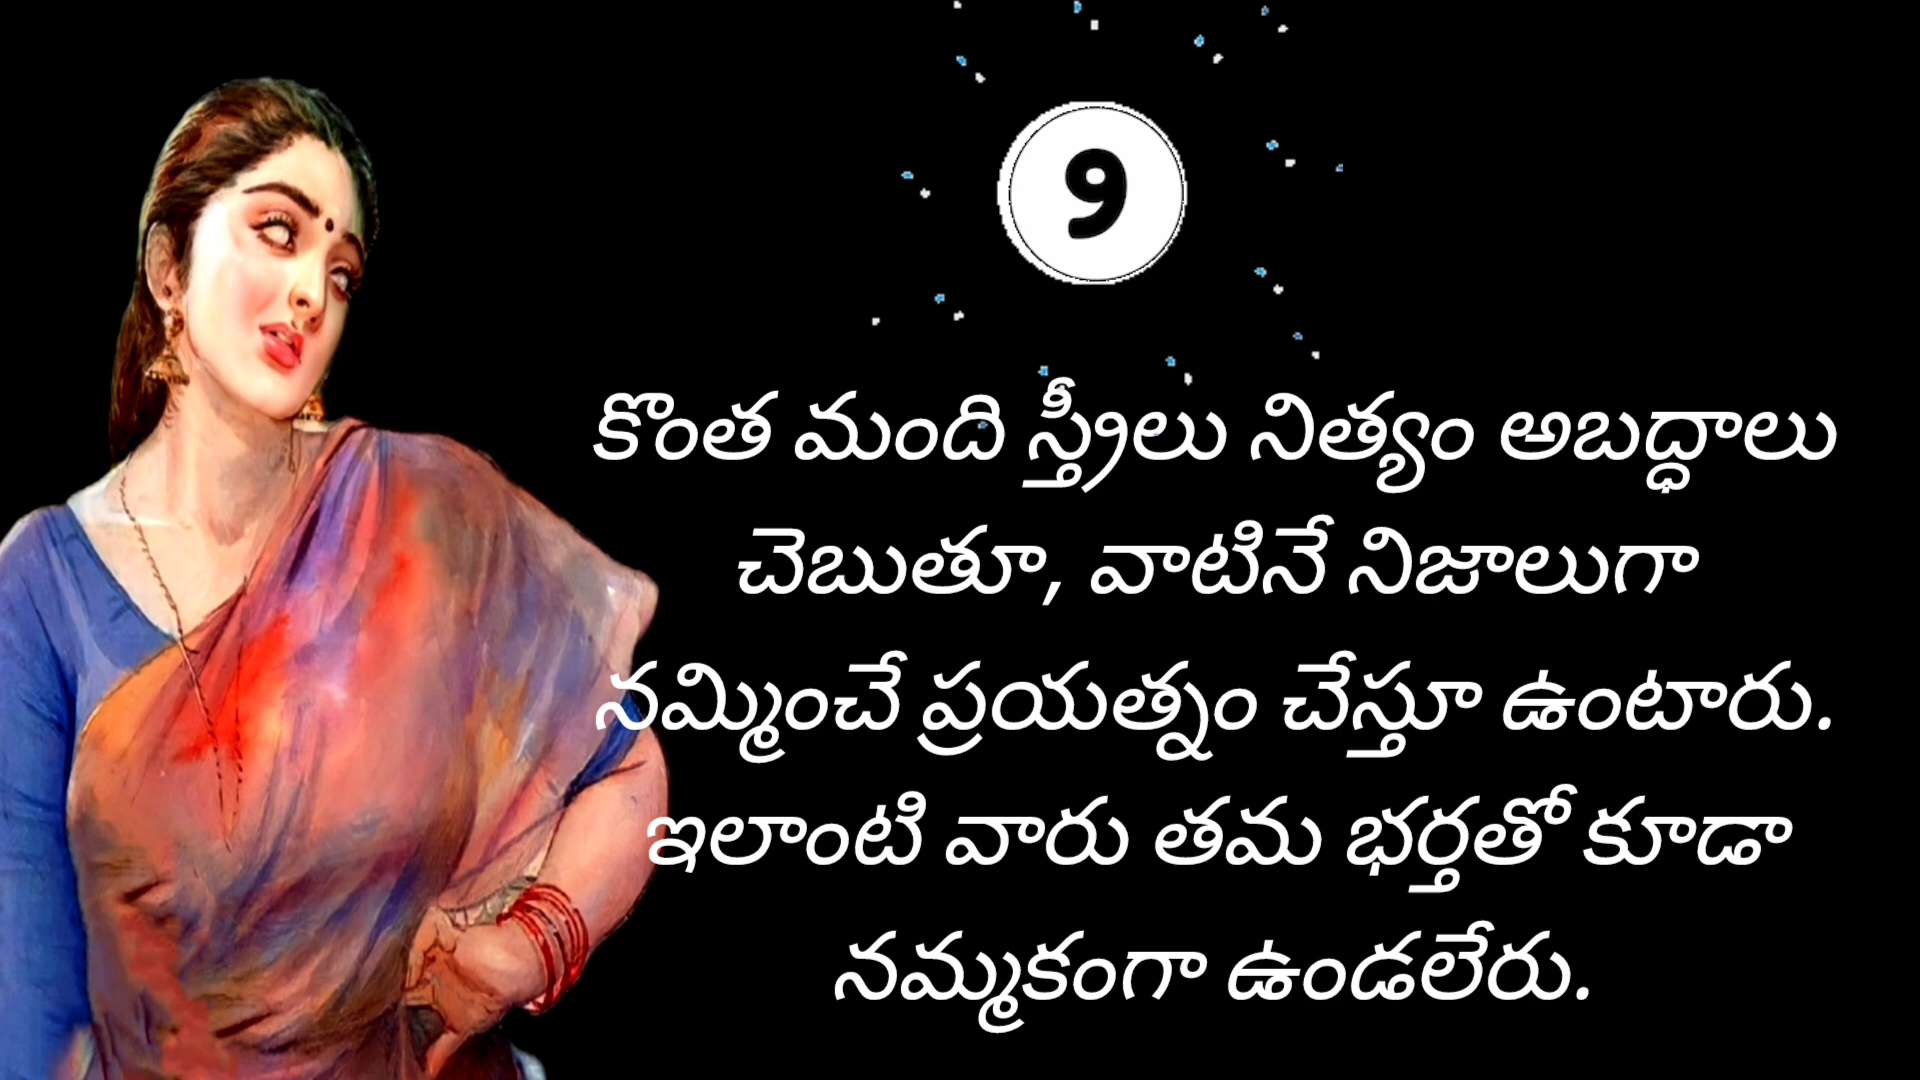 9
కొంత మంది స్త్రీలు నిత్యం అబద్ధాలు
చెబుతూ, వాటినే నిజాలుగా
నమ్మించే ప్రయత్నం చేస్తూ ఉంటారు.
ఇలాంటి వారు తమ భర్తతో కూడా
నమ్మకంగా ఉండలేరు.